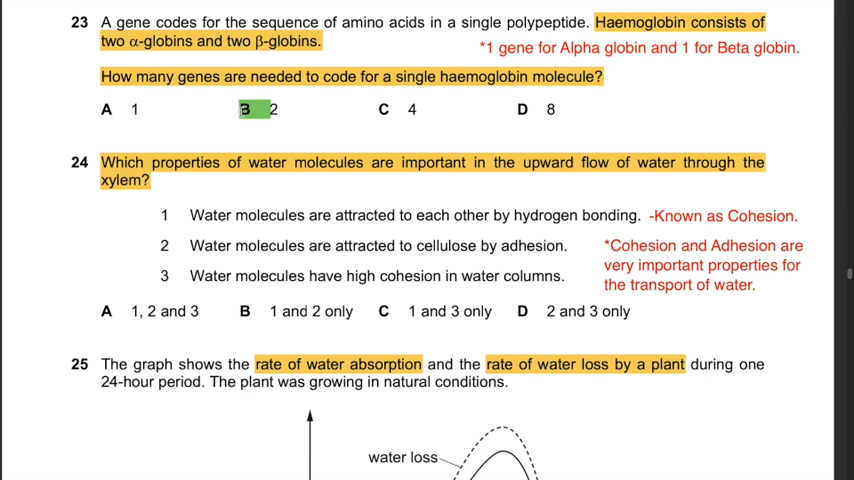 23 A gene codes for the sequence of amino acids in a single polypeptide. Haemoglobin consists of
two α-globins and two β-globins.
*1 gene for Alpha globin and 1 for Beta globin.
How many genes are needed to code for a single haemoglobin molecule?
A 1 B 2 C 4 D 8
24 Which properties of water molecules are important in the upward flow of water through the
xylem?
1 Water molecules are attracted to each other by hydrogen bonding. -Known as Cohesion.
2 Water molecules are attracted to cellulose by adhesion. *Cohesion and Adhesion are
very important properties for
3 Water molecules have high cohesion in water columns.
the transport of water.
A 1, 2 and 3 B 1 and 2 only C 1 and 3 only D 2 and 3 only
25 The graph shows the rate of water absorption and the rate of water loss by a plant during one
24-hour period. The plant was growing in natural conditions.
water loss